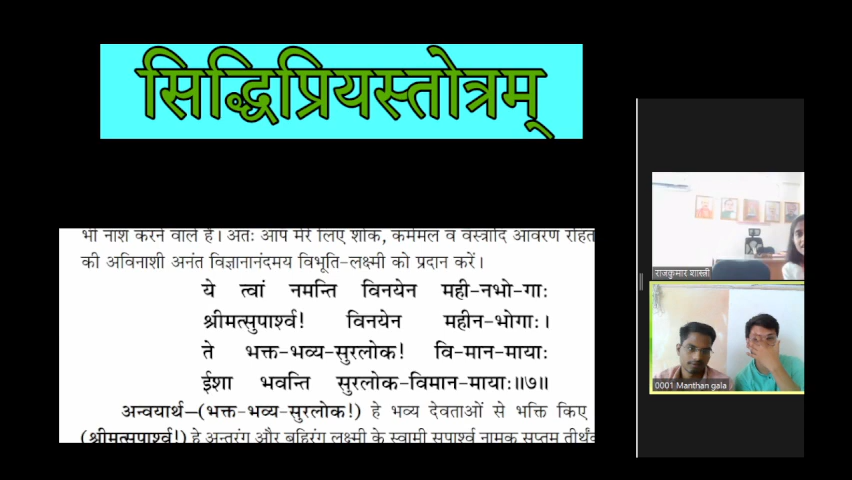 सिद्धिप्रियस्तोत्रम्
भी नाश करने वाले हैं। अतः आप मेरे लिए शोक, कर्ममल व वस्त्रादि आवरण रहित
की अविनाशी अनंत विज्ञानानंदमय विभूति-लक्ष्मी को प्रदान करें।
ये त्वां नमन्ति विनयेन मही-नभो-गाः
श्रीमत्सुपार्श्व! विनयेन महीन-भोगाः।
ते भक्त-भव्य-सुरलोक! वि-मान-मायाः
ईशा भवन्ति सुरलोक-विमान-मायाः॥७॥
अन्वयार्थ—(भक्त-भव्य-सुरलोक!) हे भव्य देवताओं से भक्ति किए
(श्रीमत्सुपार्श्व!) हे अन्तरंग और बहिरंग लक्ष्मी के स्वामी सुपार्श्व नामक सप्तम
राजकुमार शास्त्री
0001 Manthan gala